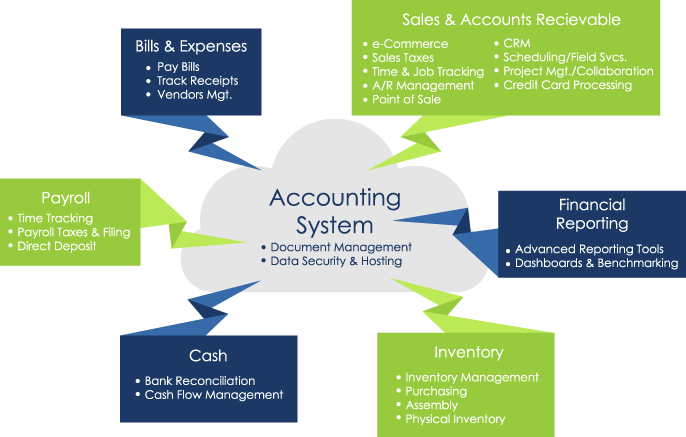 Bills & Expenses
• Pay Bills
• Track Receipts
• Vendors Mgt.
Sales & Accounts Recievable
• e-Commerce
• Sales Taxes
• Time & Job Tracking
• A/R Management
• Point of Sale
• CRM
• Scheduling/Field Svcs.
• Project Mgt./Collaboration
• Credit Card Processing
Payroll
• Time Tracking
• Payroll Taxes & Filing
• Direct Deposit
Accounting
System
• Document Management
• Data Security & Hosting
Financial
Reporting
• Advanced Reporting Tools
• Dashboards & Benchmarking
Cash
• Bank Reconciliation
• Cash Flow Management
Inventory
• Inventory Management
• Purchasing
• Assembly
• Physical Inventory